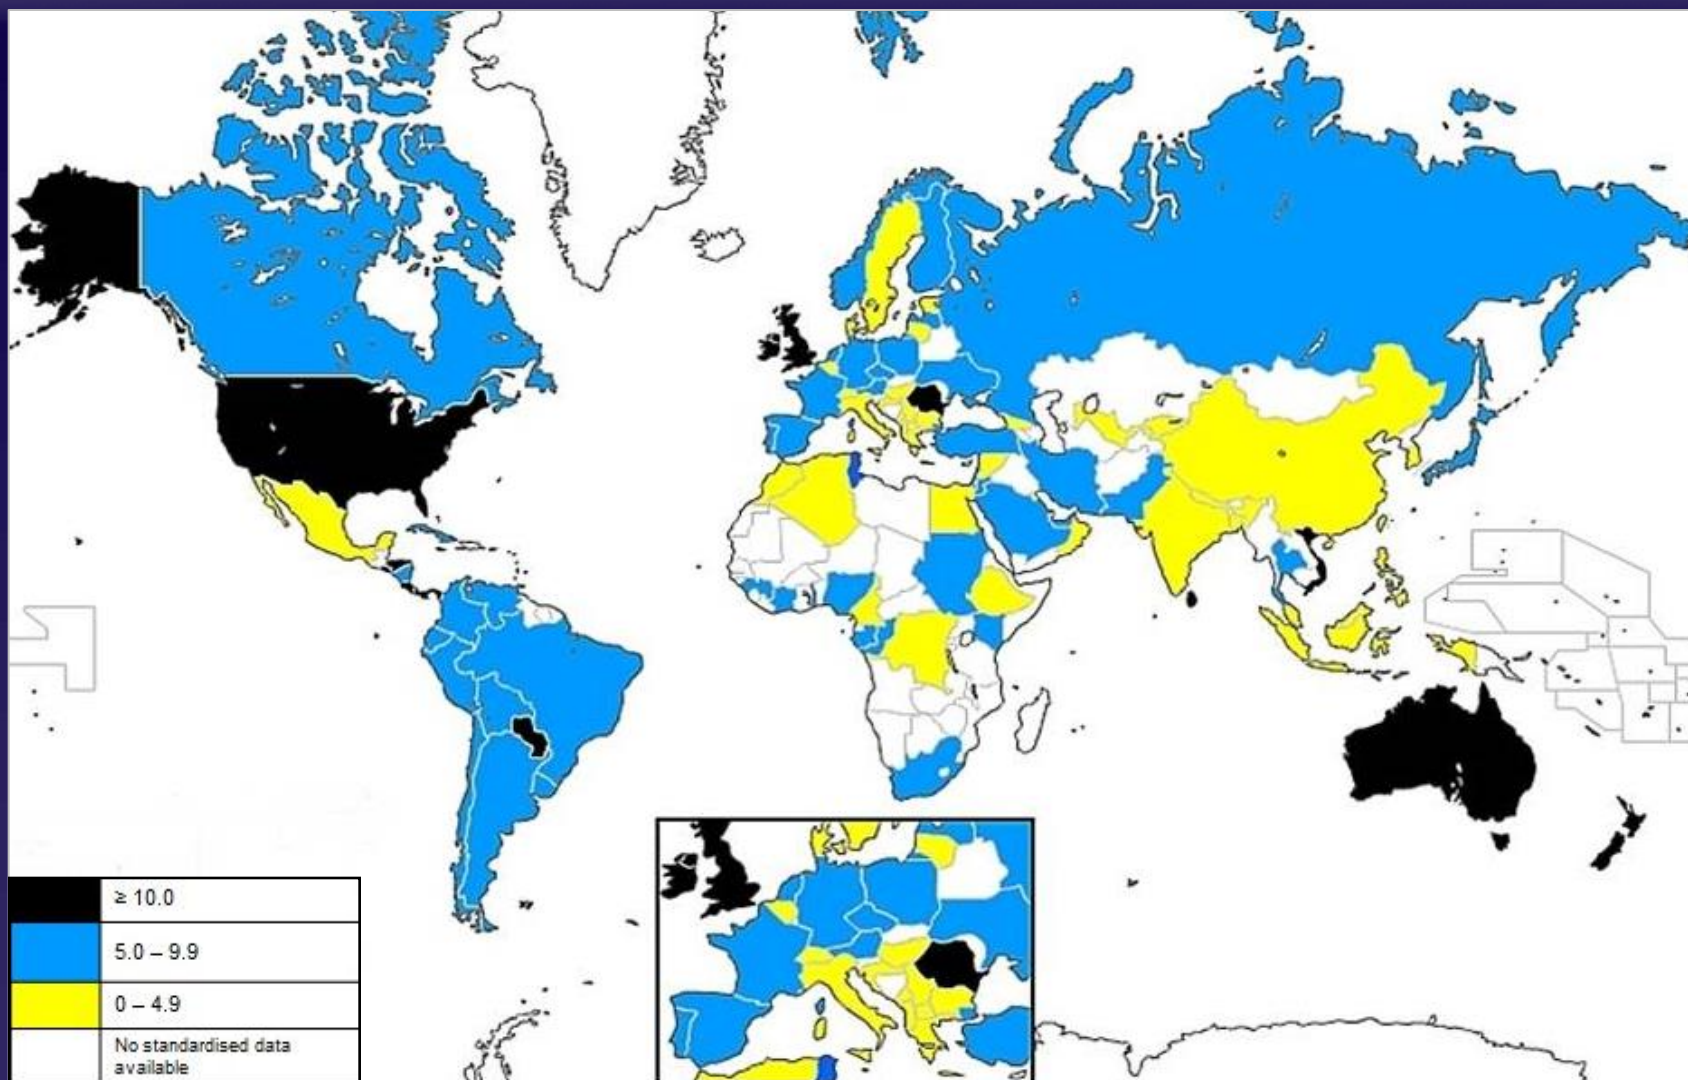 ≥ 10.0
5.0 – 9.9
0 – 4.9
No standardised data
available